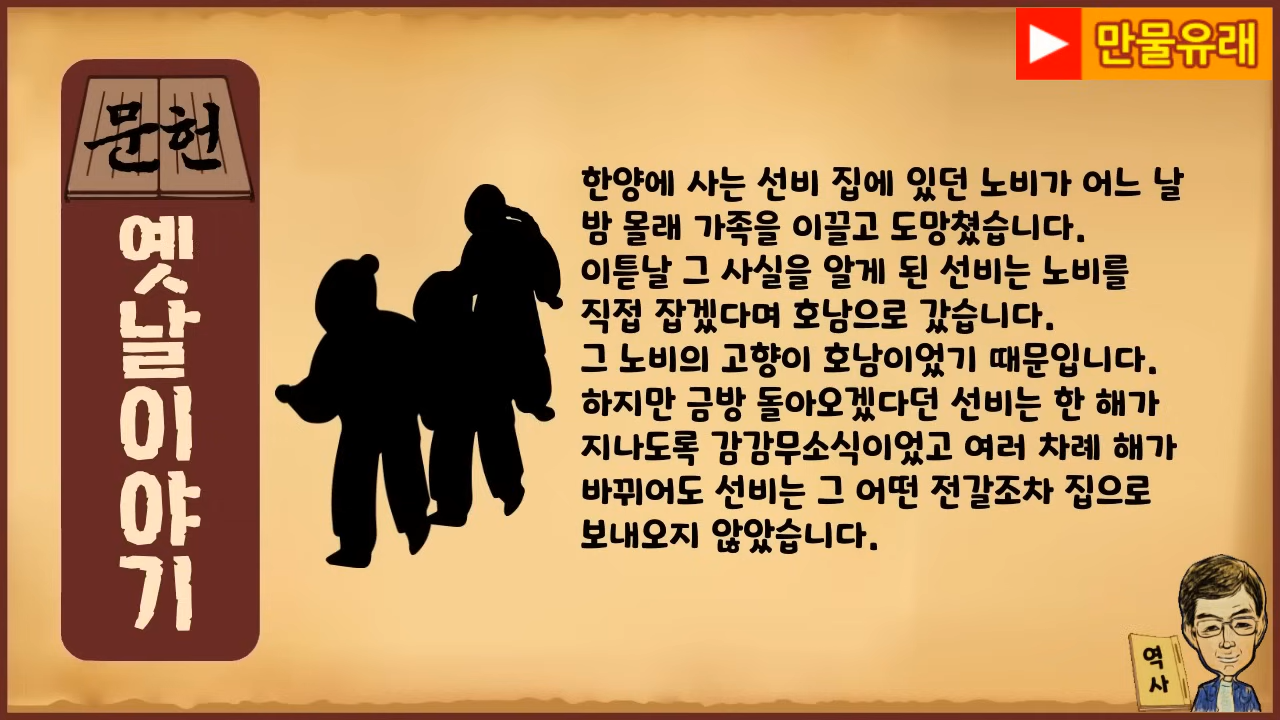 만물유래
문헌
옛날이야기
한양에 사는 선비 집에 있던 노비가 어느 날
밤 몰래 가족을 이끌고 도망쳤습니다.
이튿날 그 사실을 알게 된 선비는 노비를
직접 잡겠다며 호남으로 갔습니다.
그 노비의 고향이 호남이었기 때문입니다.
하지만 금방 돌아오겠다던 선비는 한 해가
지나도록 감감무소식이었고 여러 차례 해가
바뀌어도 선비는 그 어떤 전갈조차 집으로
보내오지 않았습니다.
역
사